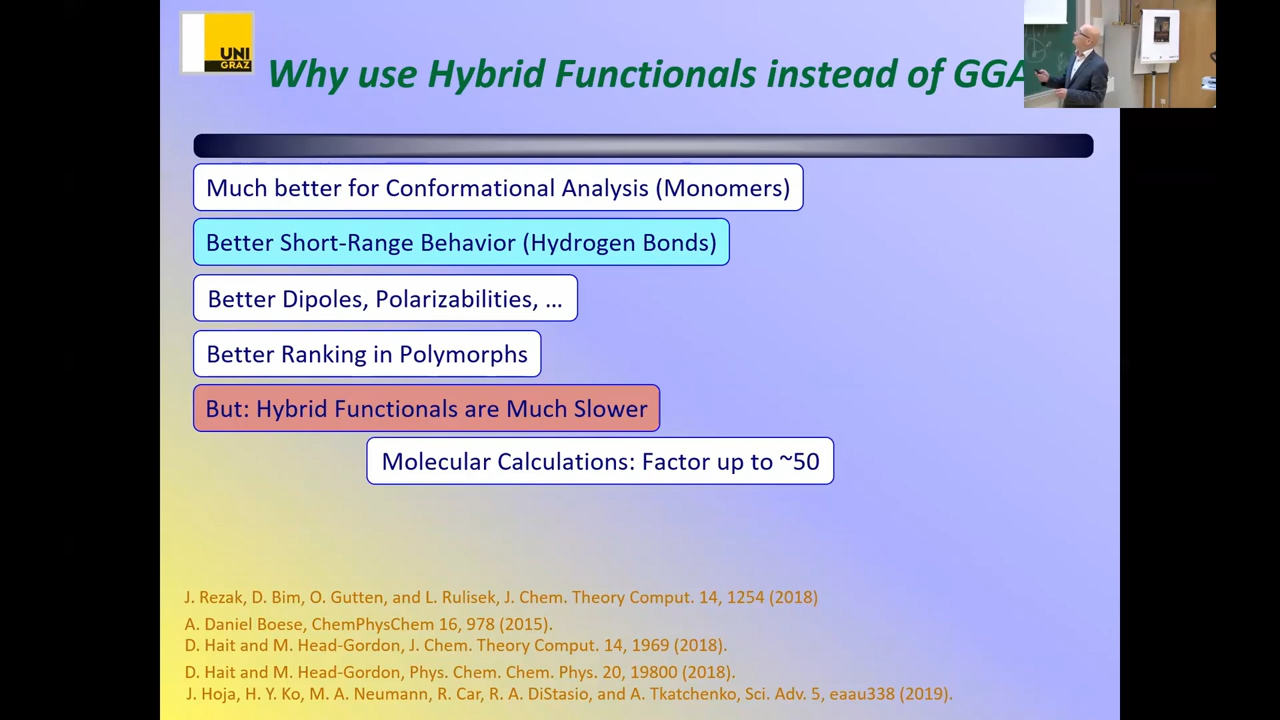 UNI
GRAZ
Why use Hybrid Functionals instead of GGA
Much better for Conformational Analysis (Monomers)
Better Short-Range Behavior (Hydrogen Bonds)
Better Dipoles, Polarizabilities, ...
Better Ranking in Polymorphs
But: Hybrid Functionals are Much Slower
Molecular Calculations: Factor up to ~50
J. Rezak, D. Bim, O. Gutten, and L. Rulisek, J. Chem. Theory Comput. 14, 1254 (2018)
A. Daniel Boese, ChemPhysChem 16, 978 (2015).
D. Hait and M. Head-Gordon, J. Chem. Theory Comput. 14, 1969 (2018).
D. Hait and M. Head-Gordon, Phys. Chem. Chem. Phys. 20, 19800 (2018).
J. Hoja, H. Y. Ko, M. A. Neumann, R. Car, R. A. DiStasio, and A. Tkatchenko, Sci. Adv. 5, eaau338 (2019).